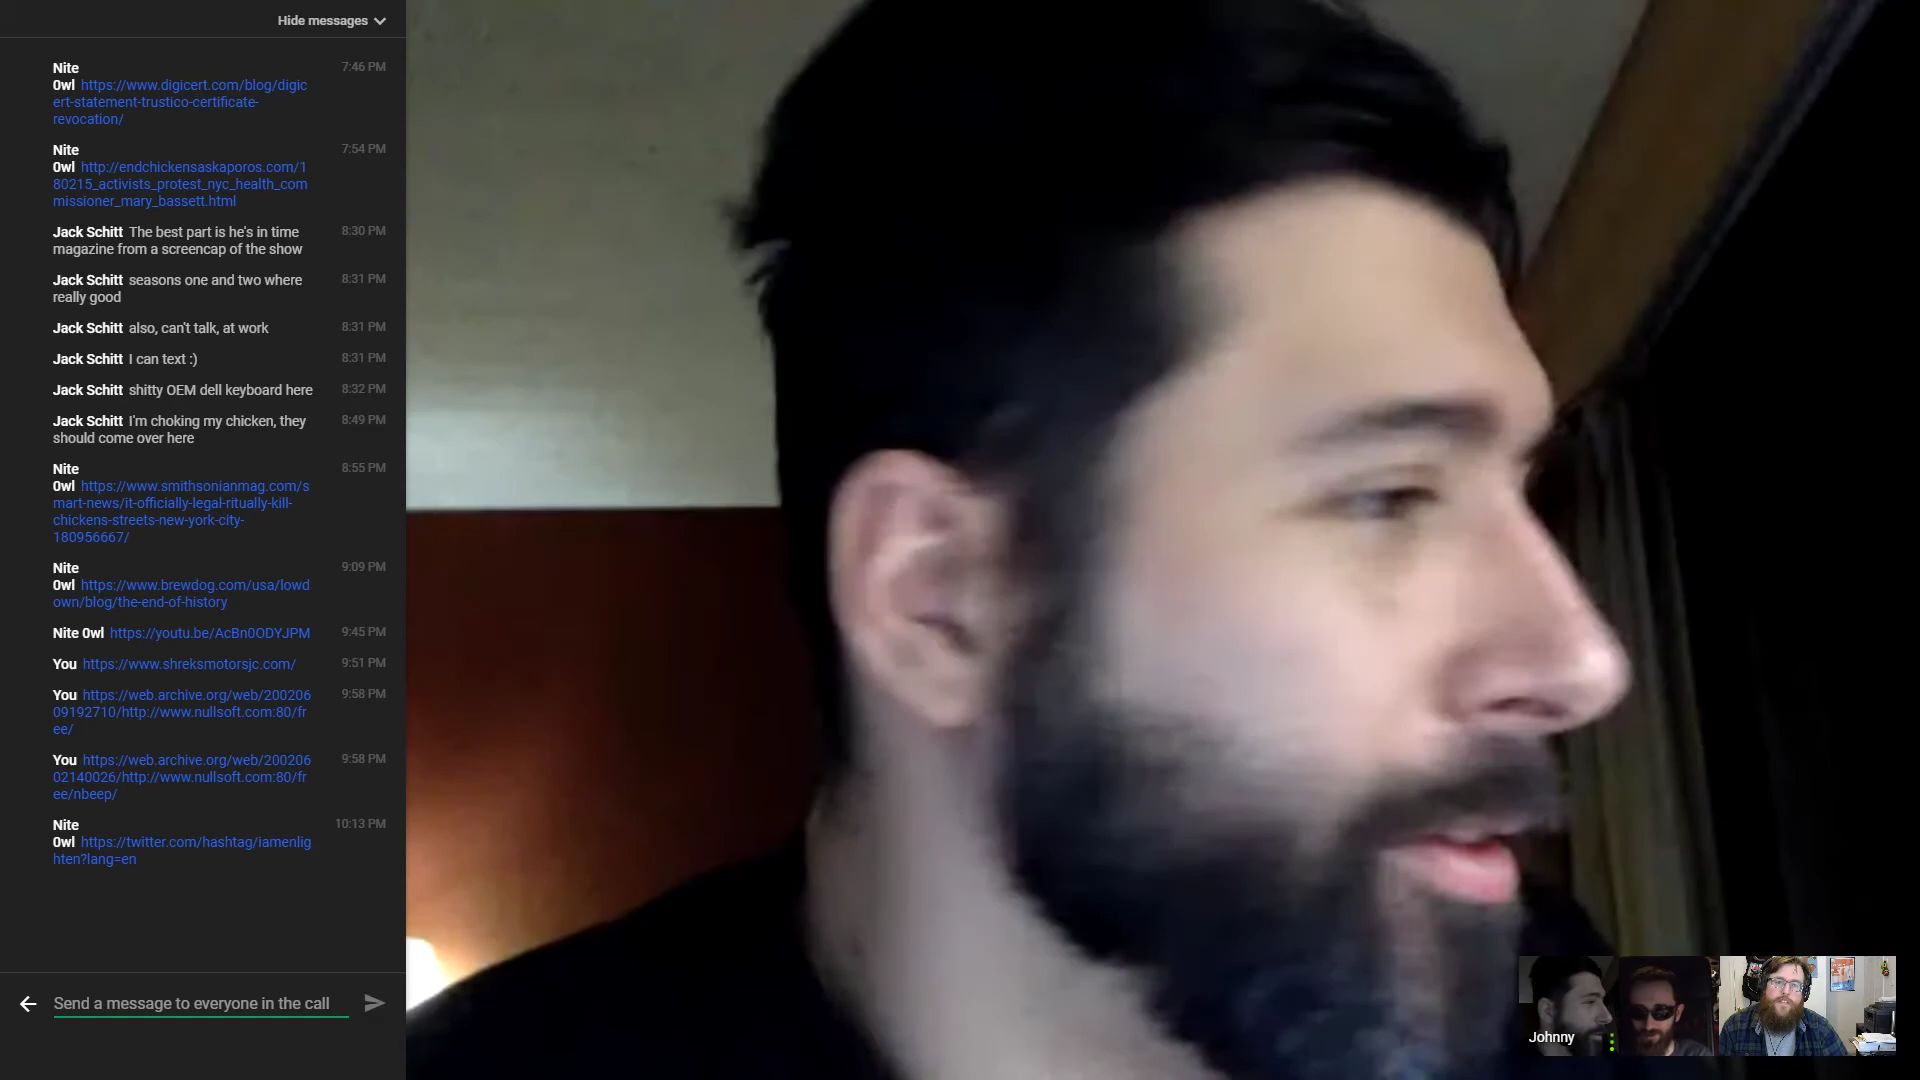 Hide messages
Nite 7:46 PM
0wl https://www.digicert.com/blog/digic
ert-statement-trustico-certificate-
revocation/
Nite 7:54 PM
0wl http://endchickensaskaporos.com/1
80215_activists_protest_nyc_health_com
missioner_mary_bassett.html
Jack Schitt The best part is he's in time 8:30 PM
magazine from a screencap of the show
Jack Schitt seasons one and two where 8:31 PM
really good
Jack Schitt also, can't talk, at work 8:31 PM
Jack Schitt I can text :) 8:31 PM
Jack Schitt shitty OEM dell keyboard here 8:32 PM
Jack Schitt I'm choking my chicken, they 8:49 PM
should come over here
Nite 8:55 PM
0wl https://www.smithsonianmag.com/s
mart-news/it-officially-legal-ritually-kill-
chickens-streets-new-york-city-
180956667/
Nite 9:09 PM
0wl https://www.brewdog.com/usa/lowd
own/blog/the-end-of-history
Nite 0wl https://youtu.be/AcBn0ODYJPM 9:45 PM
You https://www.shreksmotorsjc.com/ 9:51 PM
You https://web.archive.org/web/200206 9:58 PM
09192710/http://www.nullsoft.com:80/fr
ee/
You https://web.archive.org/web/200206 9:58 PM
02140026/http://www.nullsoft.com:80/fr
ee/nbeep/
Nite 10:13 PM
0wl https://twitter.com/hashtag/iamenlig
hten?lang=en
Send a message to everyone in the call
Johnny